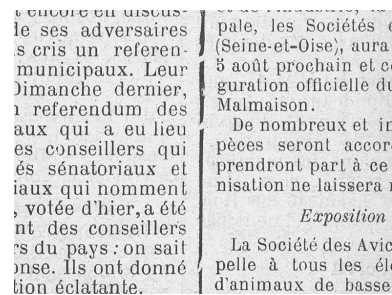 encore en discus-
de ses adversaires
s cris un referen-
municipaux. Leur
Dimanche dernier,
referendum des
aux qui a eu lieu
es conseillers qui
és sénatoriaux et
iaux qui nomment
, votée d'hier, a été
nt des conseillers
rs du pays : on sait
onse. Ils ont donné
tion éclatante.
pale, les Sociétés
(Seine-et-Oise), aura
5 août prochain et c
guration officielle du
Malmaison.
De nombreux et in
pèces seront accor
prendront part à ce
nisation ne laissera
Exposition
La Société des Avic
pelle à tous les éle
d'animaux de basse